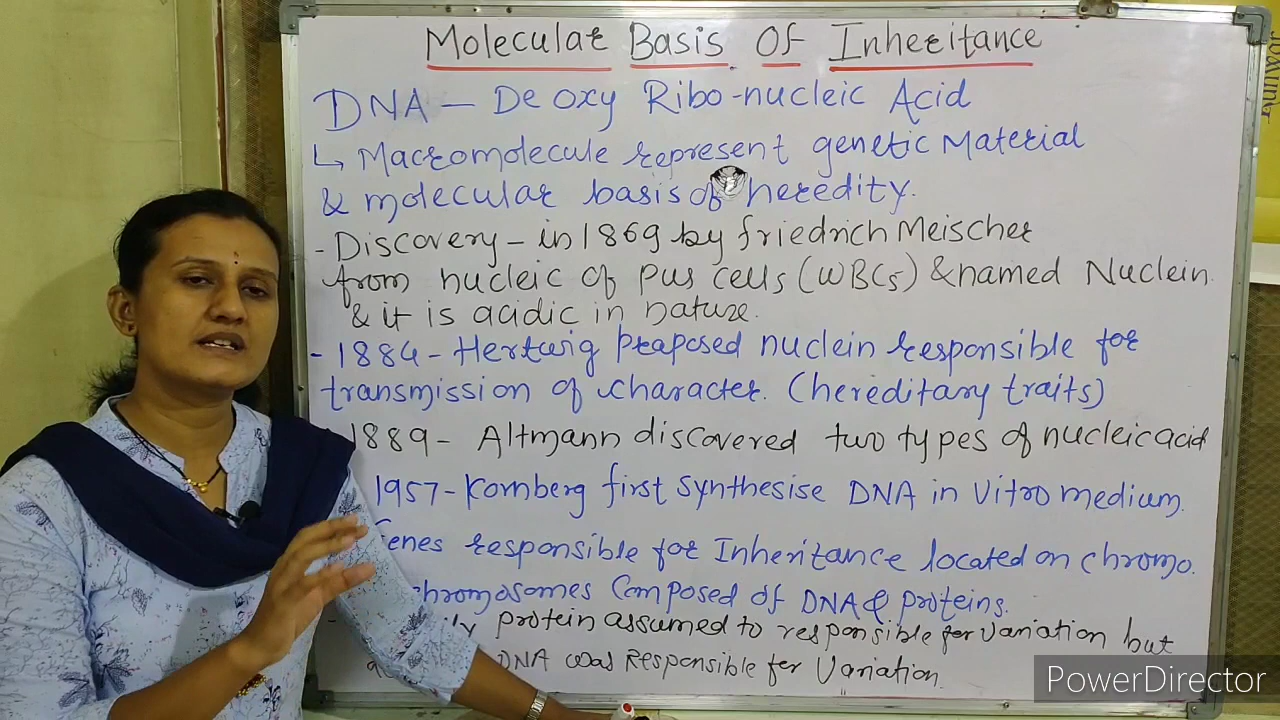 Molecular Basis Of Inheritance
DNA - De oxy Ribo-nucleic Acid
↳ Macromolecule represent genetic Material
& molecular basis of heredity.
- Discovery - in 1869 by friedrich Meischer
from nucleic of Pus cells (WBCs) & named Nuclein.
& it is acidic in nature.
- 1884 - Hertwig Praposed nuclein responsible for
transmission of character. (hereditary traits)
1889 - Altmann discovered two types of nucleic acid
1957 - Kornberg first synthesise DNA in Vitro medium.
Genes responsible for Inheritance located on chromo.
chromosomes Composed of DNA & proteins.
protein assumed to responsible for Variation but
DNA was Responsible for Variation.
PowerDirector